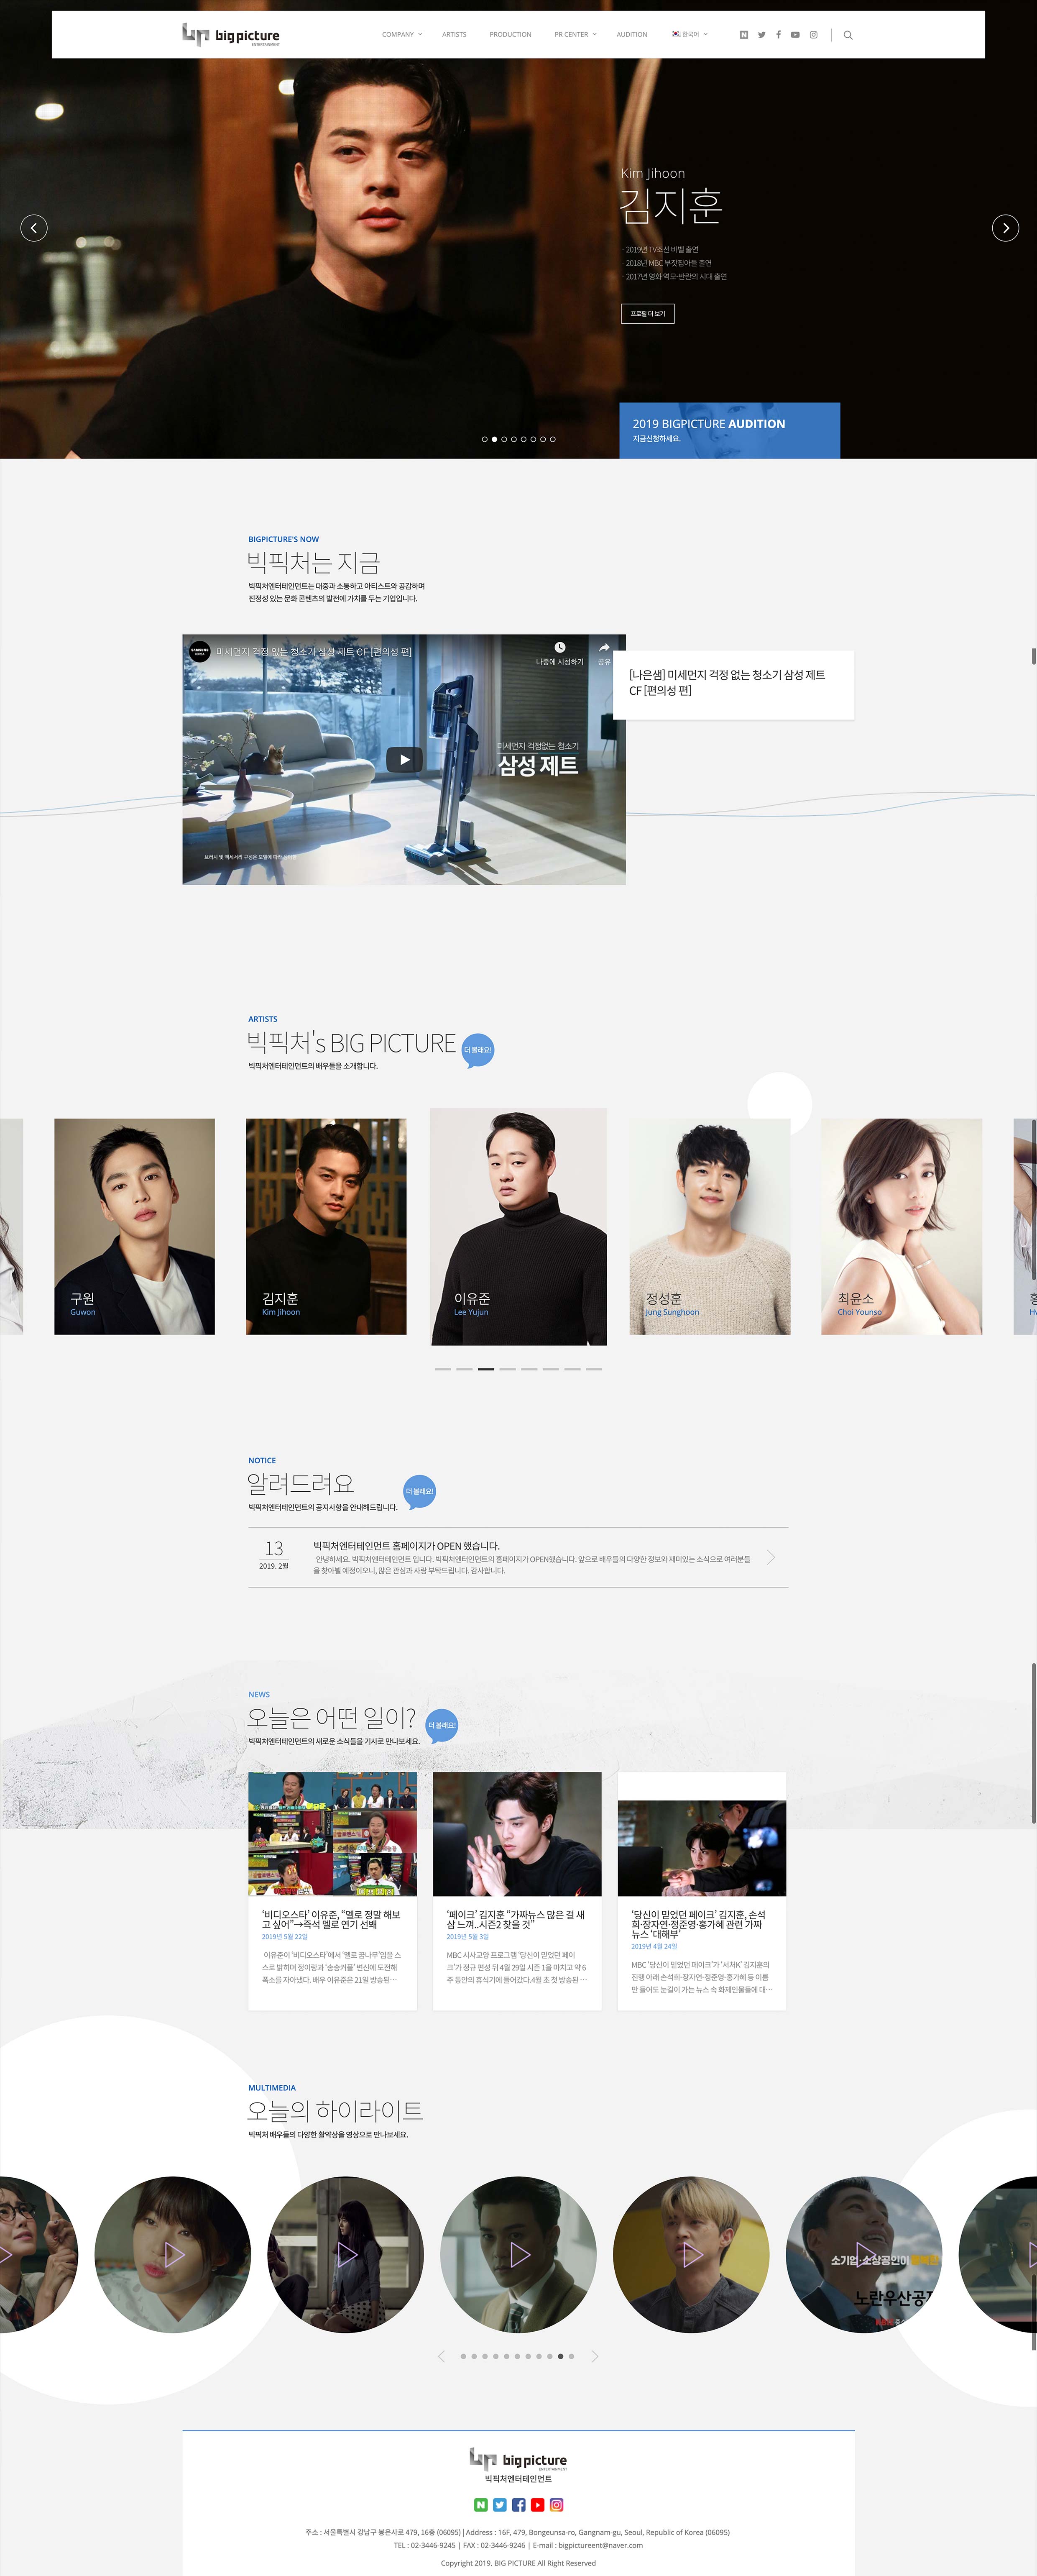 big picture
ENTERTAINMENT
COMPANY
ARTISTS
PRODUCTION
PR CENTER
AUDITION
한국어
Kim Jihoon
김지훈
· 2019년 TV조선 바벨 출연
· 2018년 MBC 부잣집아들 출연
· 2017년 영화 역모-반란의 시대 출연
프로필 더 보기
2019 BIGPICTURE AUDITION
지금신청하세요.
BIGPICTURE'S NOW
빅픽처는 지금
빅픽처엔터테인먼트는 대중과 소통하고 아티스트와 공감하며
진정성 있는 문화 콘텐츠의 발전에 가치를 두는 기업입니다.
SAMSUNG
KOREA
미세먼지 걱정 없는 청소기 삼성 제트 CF [편의성 편]
나중에 시청하기
공유
미세먼지 걱정없는 청소기
삼성 제트
브러시 및 액세서리 구성은 모델에 따라
[나은샘] 미세먼지 걱정 없는 청소기 삼성 제트
CF [편의성 편]
ARTISTS
빅픽처's BIG PICTURE
더 볼래요!
빅픽처엔터테인먼트의 배우들을 소개합니다.
구원
Guwon
김지훈
Kim Jihoon
이유준
Lee Yujun
정성훈
Jung Sunghoon
최윤소
Choi Younso
NOTICE
알려드려요
더 볼래요!
빅픽처엔터테인먼트의 공지사항을 안내해드립니다.
13
2019. 2월
빅픽처엔터테인먼트 홈페이지가 OPEN 했습니다.
안녕하세요. 빅픽처엔터테인먼트 입니다. 빅픽처엔터테인먼트의 홈페이지가 OPEN했습니다. 앞으로 배우들의 다양한 정보와 재미있는 소식으로 여러분들
을 찾아뵐 예정이오니, 많은 관심과 사랑 부탁드립니다. 감사합니다.
NEWS
오늘은 어떤 일이?
더 볼래요!
빅픽처엔터테인먼트의 새로운 소식들을 기사로 만나보세요.
‘비디오스타’ 이유준, “멜로 정말 해보
고 싶어”→즉석 멜로 연기 선봬
2019년 5월 22일
이유준이 ‘비디오스타’에서 ‘멜로 꿈나무’임을 스
스로 밝히며 정이랑과 ‘송송커플’ 변신에 도전해
폭소를 자아냈다. 배우 이유준은 21일 방송된…
‘페이크’ 김지훈 “가짜뉴스 많은 걸 새
삼 느껴..시즌2 찾을 것”
2019년 5월 3일
MBC 시사교양 프로그램 ‘당신이 믿었던 페이
크’가 정규 편성 뒤 4월 29일 시즌 1을 마치고 약 6
주 동안의 휴식기에 들어갔다.4월 초 첫 방송된 …
‘당신이 믿었던 페이크’ 김지훈, 손석
희·장자연·정준영·홍가혜 관련 가짜
뉴스 ‘대해부’
2019년 4월 24일
MBC ‘당신이 믿었던 페이크’가 ‘서처K’ 김지훈의
진행 아래 손석희·장자연·정준영·홍가혜 등 이름
만 들어도 눈길이 가는 뉴스 속 화제인물들에 대…
MULTIMEDIA
오늘의 하이라이트
빅픽처 배우들의 다양한 활약상을 영상으로 만나보세요.
소기업·소상공인이
노란우산공제
big picture
ENTERTAINMENT
빅픽처엔터테인먼트
주소 : 서울특별시 강남구 봉은사로 479, 16층 (06095) | Address : 16F, 479, Bongeunsa-ro, Gangnam-gu, Seoul, Republic of Korea (06095)
TEL : 02-3446-9245 | FAX : 02-3446-9246 | E-mail : bigpictureent@naver.com
Copyright 2019. BIG PICTURE All Right Reserved